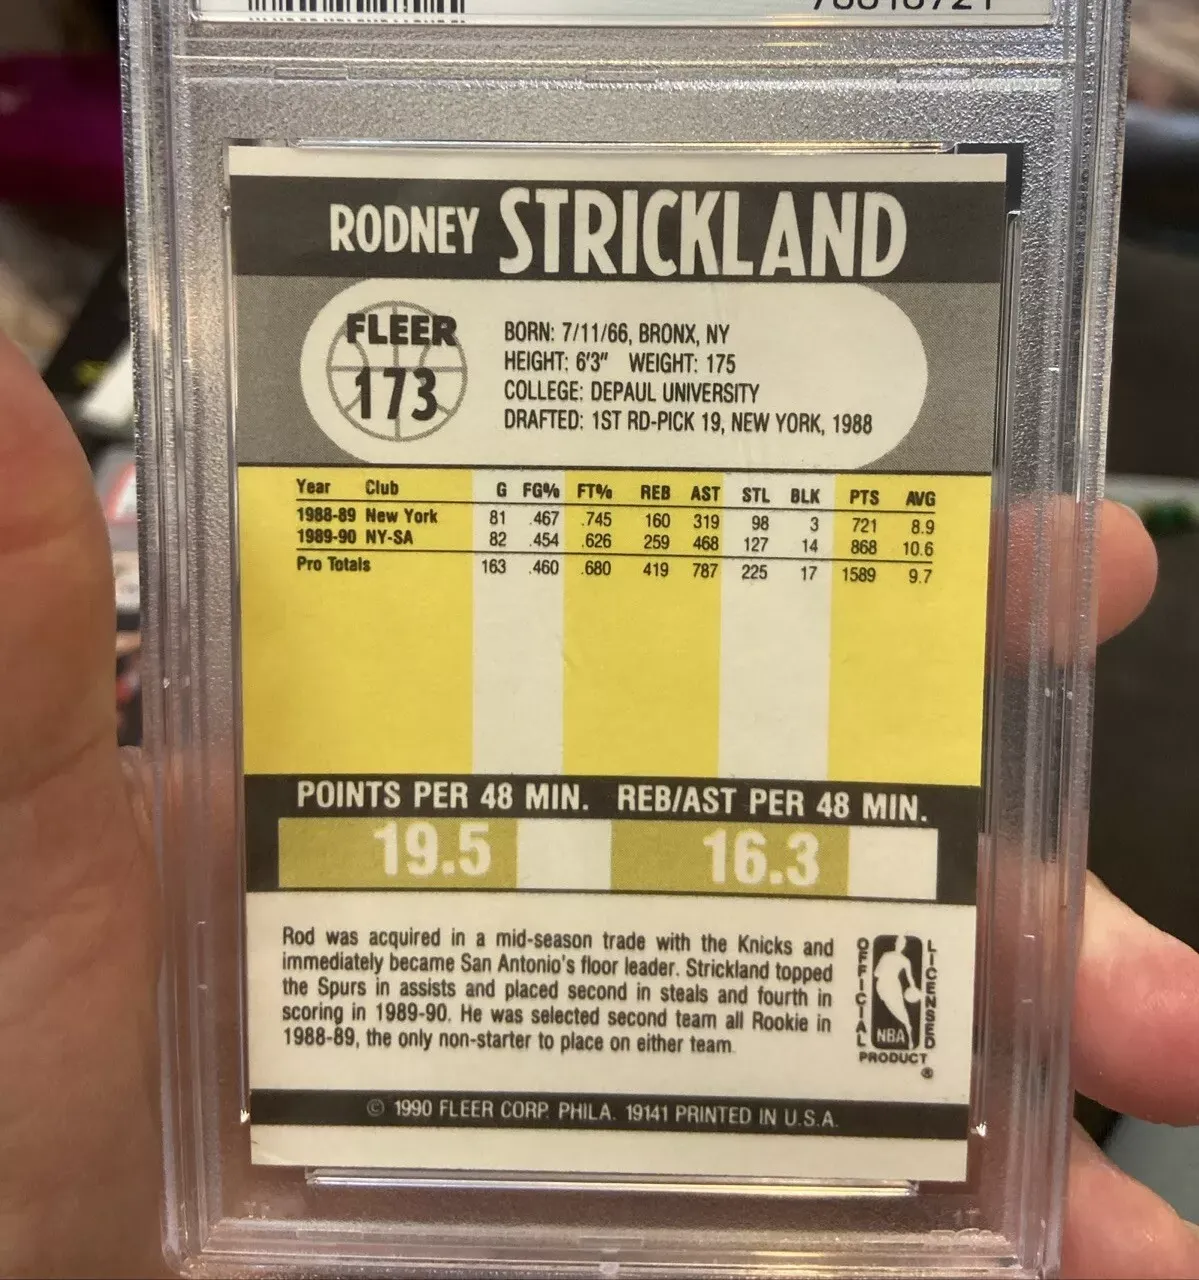 RODNEY STRICKLAND
FLEER
173
BORN: 7/11/66, BRONX, NY
HEIGHT: 6'3" WEIGHT: 175
COLLEGE: DEPAUL UNIVERSITY
DRAFTED: 1ST RD-PICK 19, NEW YORK, 1988
Year Club G FG% FT% REB AST STL BLK PTS AVG
1988-89 New York 81 .467 .745 160 319 98 3 721 8.9
1989-90 NY-SA 82 .454 .626 259 468 127 14 868 10.6
Pro Totals 163 .460 .680 419 787 225 17 1589 9.7
POINTS PER 48 MIN. REB/AST PER 48 MIN.
19.5 16.3
Rod was acquired in a mid-season trade with the Knicks and
immediately became San Antonio's floor leader. Strickland topped
the Spurs in assists and placed second in steals and fourth in
scoring in 1989-90. He was selected second team all Rookie in
1988-89, the only non-starter to place on either team.
OFFICIAL LICENSED
NBA
PRODUCT
®
© 1990 FLEER CORP. PHILA. 19141 PRINTED IN U.S.A.